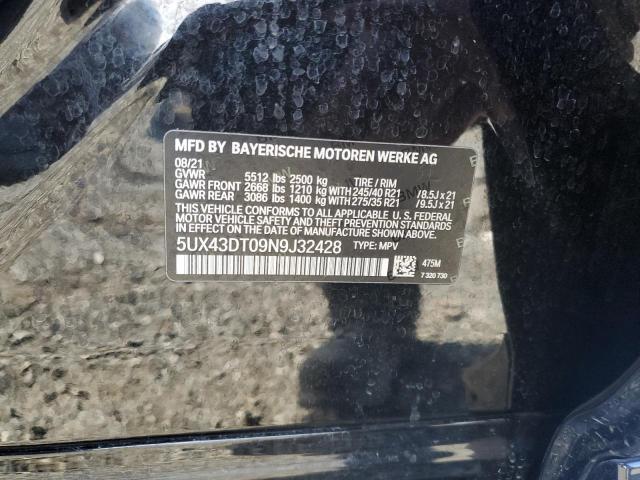 MFD BY BAYERISCHE MOTOREN WERKE AG
08/21
GVWR 5512 lbs 2500 kg TIRE / RIM
GAWR FRONT 2668 lbs 1210 kg WITH 245/40 R21 /8.5J x 21
GAWR REAR 3086 lbs 1400 kg WITH 275/35 R21 /9.5J x 21
THIS VEHICLE CONFORMS TO ALL APPLICABLE U. S. FEDERAL
MOTOR VEHICLE SAFETY AND THEFT PREVENTION STANDARDS
IN EFFECT ON THE DATE OF MANUFACTURE SHOWN ABOVE.
5UX43DT09N9J32428 TYPE: MPV
475M
7 320 730